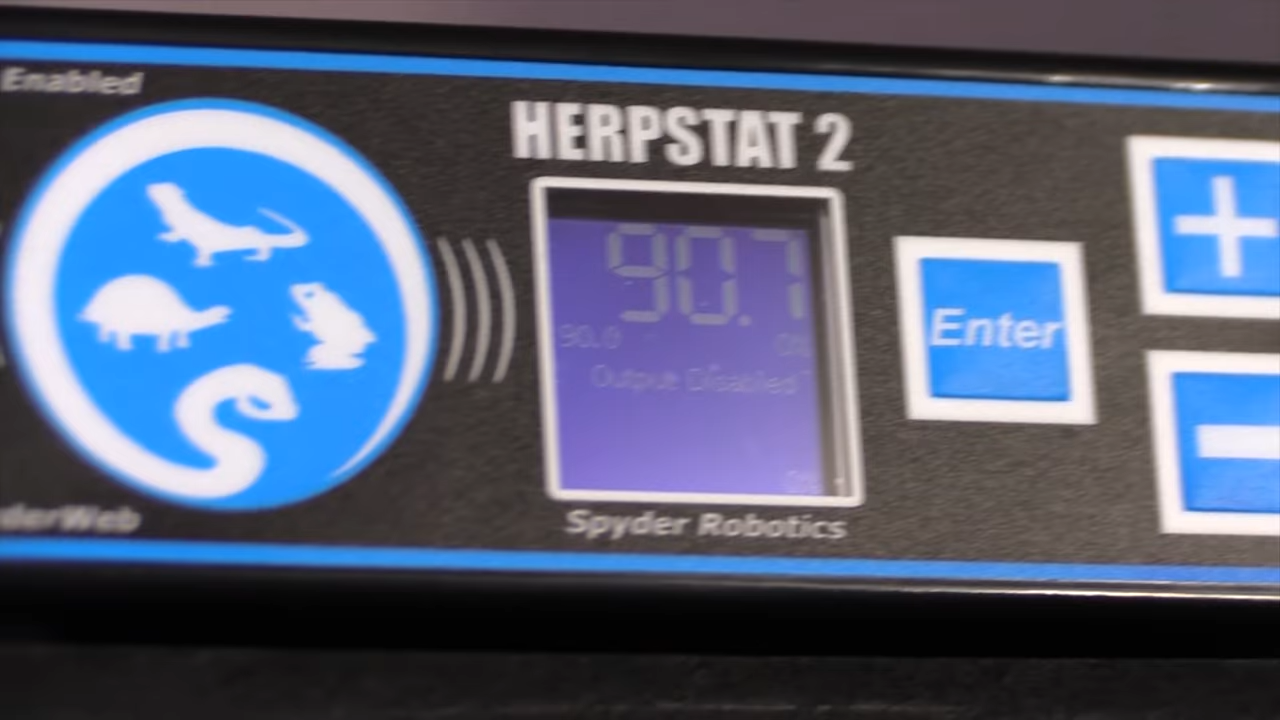 Enabled
HERPSTAT 2
90.7
90.0
Output Disabled
Enter
+
-
derWeb
Spyder Robotics